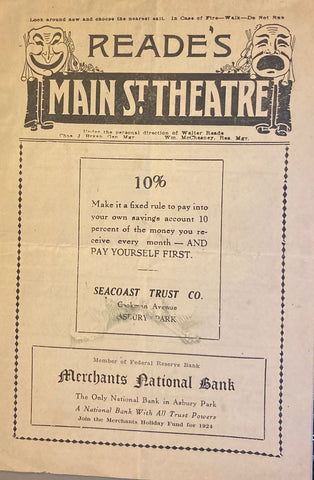 Look around now and choose the nearest exit. In Case of Fire—Walk—Do Not Run
READE'S
MAIN ST. THEATRE
Under the personal direction of Walter Reade
Chas. J. Bryan, Gen. Mgr. Wm. McChesney, Res. Mgr.
10%
Make it a fixed rule to pay into
your own savings account 10
percent of the money you re-
ceive every month — AND
PAY YOURSELF FIRST.
SEACOAST TRUST CO.
Cookman Avenue
ASBURY PARK
Member of Federal Reserve Bank
Merchants National Bank
The Only National Bank in Asbury Park
A National Bank With All Trust Powers
Join the Merchants Holiday Fund for 1924